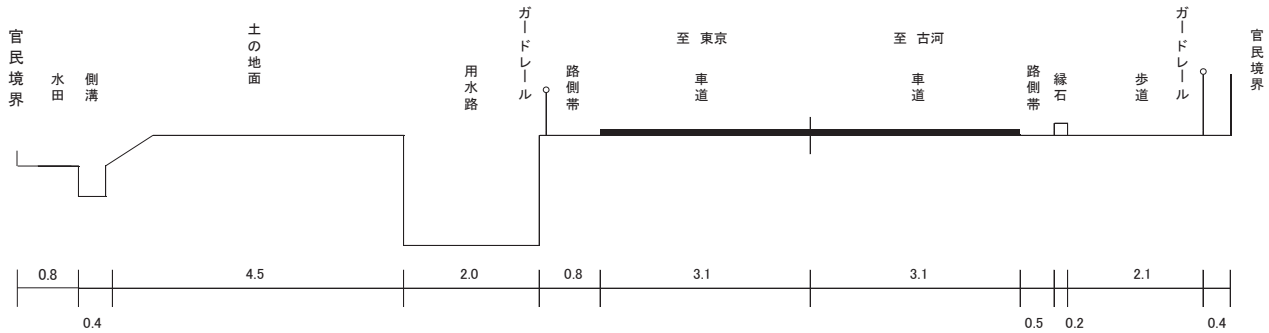 官民境界
水田
側溝
土の地面
用水路
ガードレール
路側帯
至 東京
車道
至 古河
車道
路側帯
縁石
歩道
ガードレール
官民境界
0.8
4.5
2.0
0.8
3.1
3.1
2.1
0.4
0.5
0.2
0.4